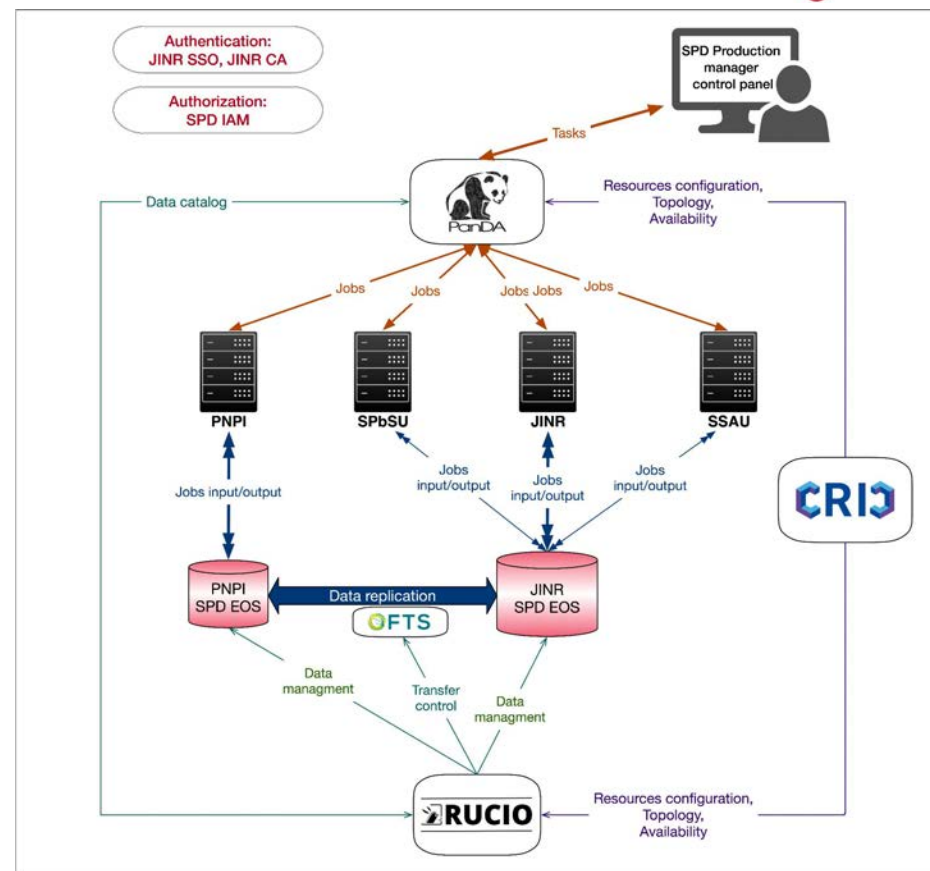 Authentication:
JINR SSO, JINR CA
Authorization:
SPD IAM
SPD Production
manager
control panel
Tasks
Data catalog
PanDA
Resources configuration,
Topology,
Availability
Jobs
Jobs
Jobs
Jobs
Jobs
PNPI
SPbSU
JINR
SSAU
Jobs input/output
Jobs
input/output
Jobs
input/output
Jobs
input/output
CRIC
PNPI
SPD EOS
Data replication
FTS
JINR
SPD EOS
Data
managment
Transfer
control
Data
managment
RUCIO
Resources configuration,
Topology,
Availability